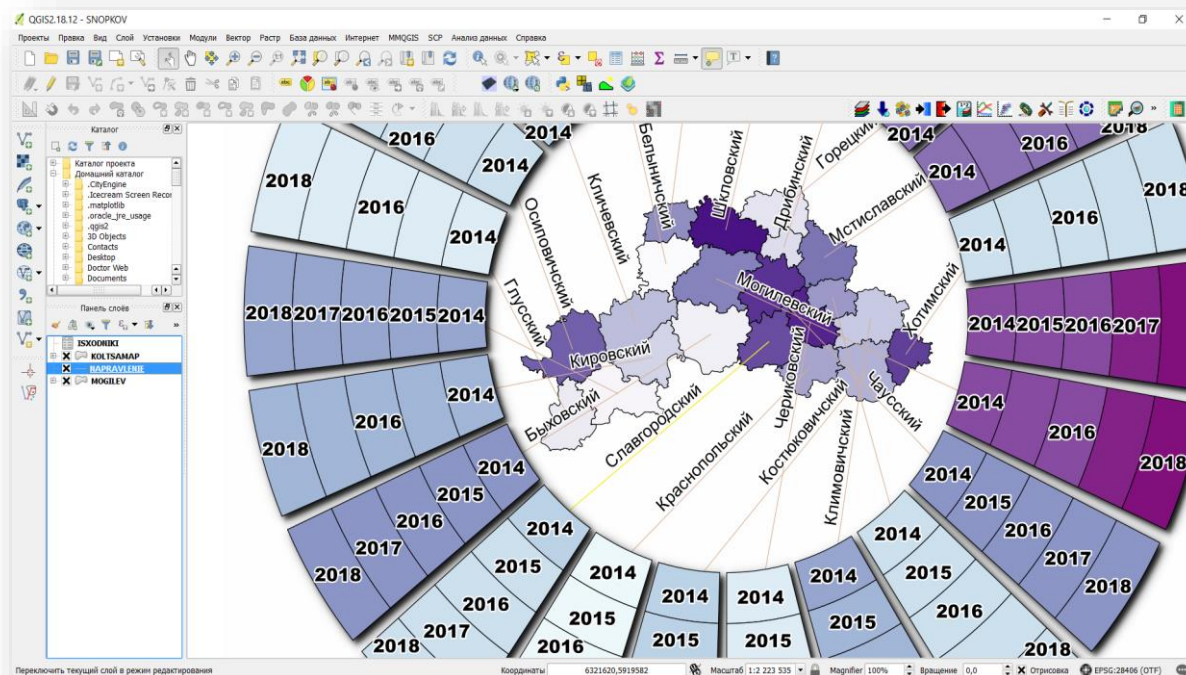 QGIS2.18.12 - SNOPKOV
Проекты Правка Вид Слой Установки Модули Вектор Растр База данных Интернет MMQGIS SCP Анализ данных Справка
Каталог
Каталог проекта
Домашний каталог
.CityEngine
.Icecream Screen Recor
.matplotlib
.oracle_jre_usage
.qgis2
3D Objects
Contacts
Desktop
Doctor Web
Documents
Панель слоёв
ISXODNIKI
KOLTSAMAP
NAPRAVLENIE
MOGILEV
2018 2016 2014
2016 2014
2014
2018 2017 2016 2015 2014
2018 2016 2014
2018 2017 2016 2015 2014
2018 2017 2016 2015 2014
2016 2015 2014
2015 2014
2014 2015
2014 2015
2014 2015 2016 2018
2014 2015 2016 2017 2018
2014 2016 2018
2014 2015 2016 2017
2014 2016 2018
2014 2016 2018
2014
Белыничский
Шкловский
Дрибинский
Горецкий
Мстиславский
Кличевский
Осиповичский
Глусский
Могилевский
Хотимский
Кировский
Быховский
Славгородский
Краснопольский
Чериковский
Костюковичский
Климовичский
Чаусский
Переключить текущий слой в режим редактирования
Координаты 6321620,5919582 Масштаб 1:2 223 535 Magnifier 100% Вращение 0,0 Отрисовка EPSG:28406 (OTF)